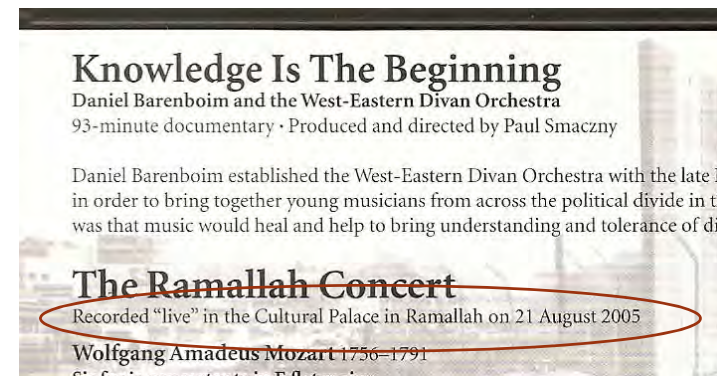 Knowledge Is The Beginning
Daniel Barenboim and the West-Eastern Divan Orchestra
93-minute documentary · Produced and directed by Paul Smaczny
Daniel Barenboim established the West-Eastern Divan Orchestra with the late
in order to bring together young musicians from across the political divide in
was that music would heal and help to bring understanding and tolerance of
The Ramallah Concert
Recorded “live” in the Cultural Palace in Ramallah on 21 August 2005
Wolfgang Amadeus Mozart 1756–1791